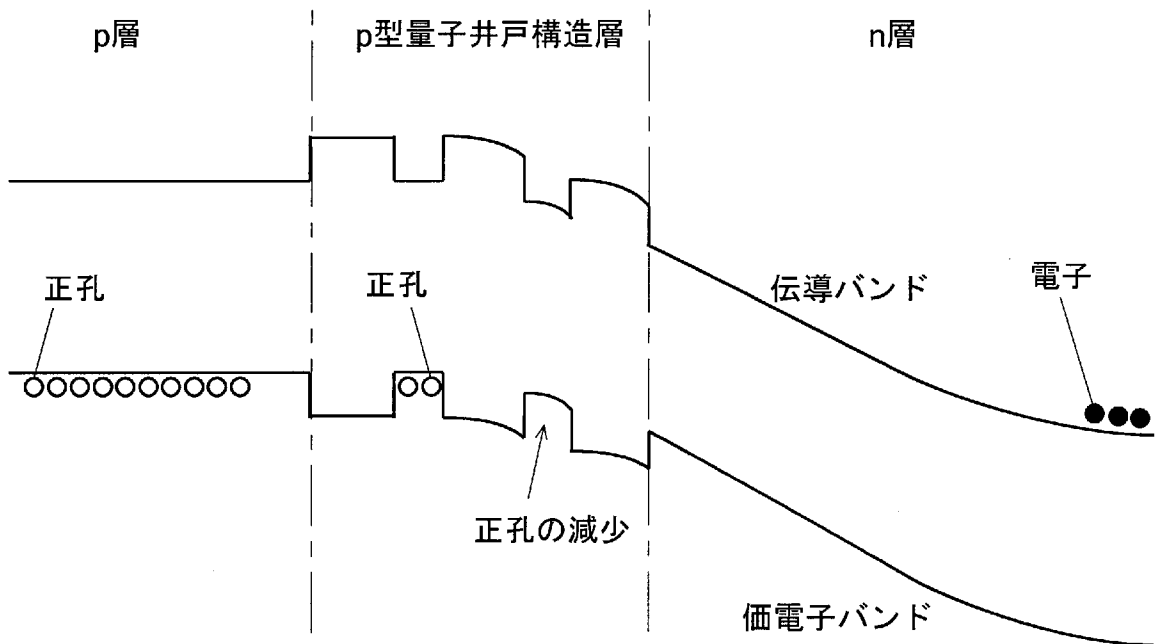 p層
p型量子井戸構造層
n層
正孔
正孔
伝導バンド
電子
正孔の減少
価電子バンド